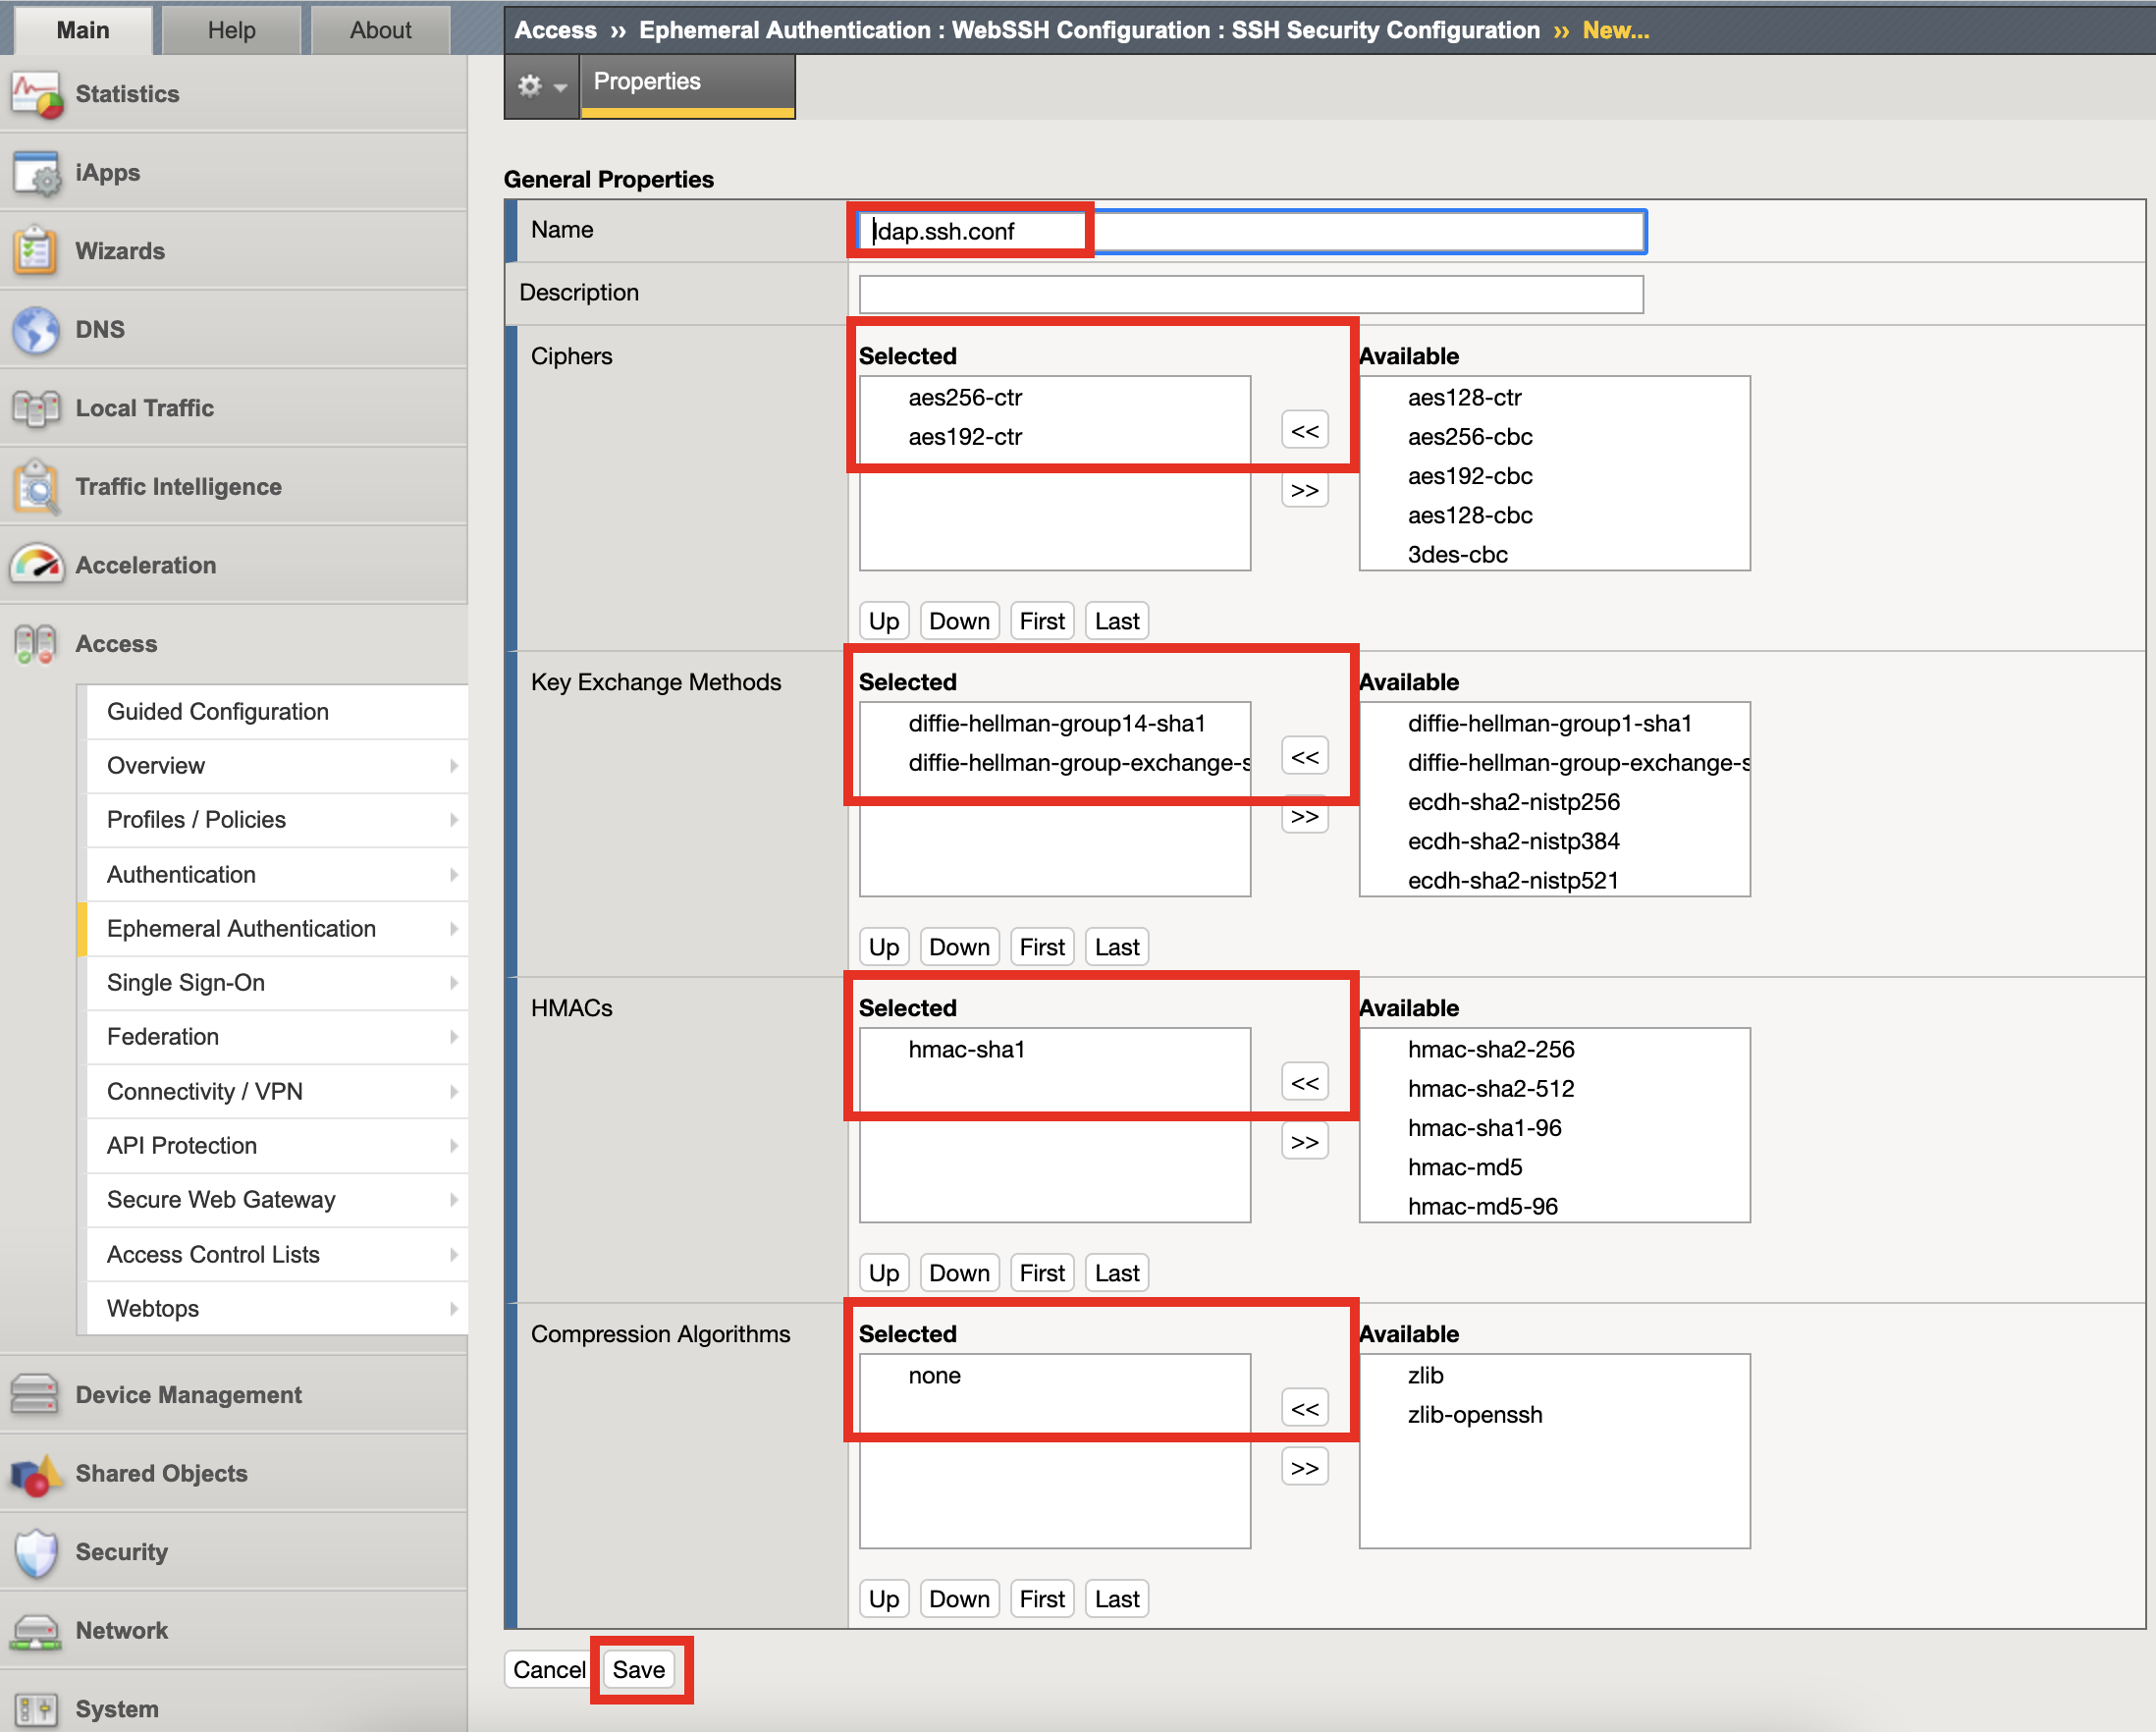 Main
Help
About
Access ›› Ephemeral Authentication : WebSSH Configuration : SSH Security Configuration ›› New...
Properties
Statistics
iApps
Wizards
DNS
Local Traffic
Traffic Intelligence
Acceleration
Access
Guided Configuration
Overview
Profiles / Policies
Authentication
Ephemeral Authentication
Single Sign-On
Federation
Connectivity / VPN
API Protection
Secure Web Gateway
Access Control Lists
Webtops
Device Management
Shared Objects
Security
Network
System
General Properties
Name
ldap.ssh.conf
Description
Ciphers
Selected
aes256-ctr
aes192-ctr
<<
>>
Available
aes128-ctr
aes256-cbc
aes192-cbc
aes128-cbc
3des-cbc
Up Down First Last
Key Exchange Methods
Selected
diffie-hellman-group14-sha1
diffie-hellman-group-exchange-s
<<
>>
Available
diffie-hellman-group1-sha1
diffie-hellman-group-exchange-s
ecdh-sha2-nistp256
ecdh-sha2-nistp384
ecdh-sha2-nistp521
Up Down First Last
HMACs
Selected
hmac-sha1
<<
>>
Available
hmac-sha2-256
hmac-sha2-512
hmac-sha1-96
hmac-md5
hmac-md5-96
Up Down First Last
Compression Algorithms
Selected
none
<<
>>
Available
zlib
zlib-openssh
Up Down First Last
Cancel Save